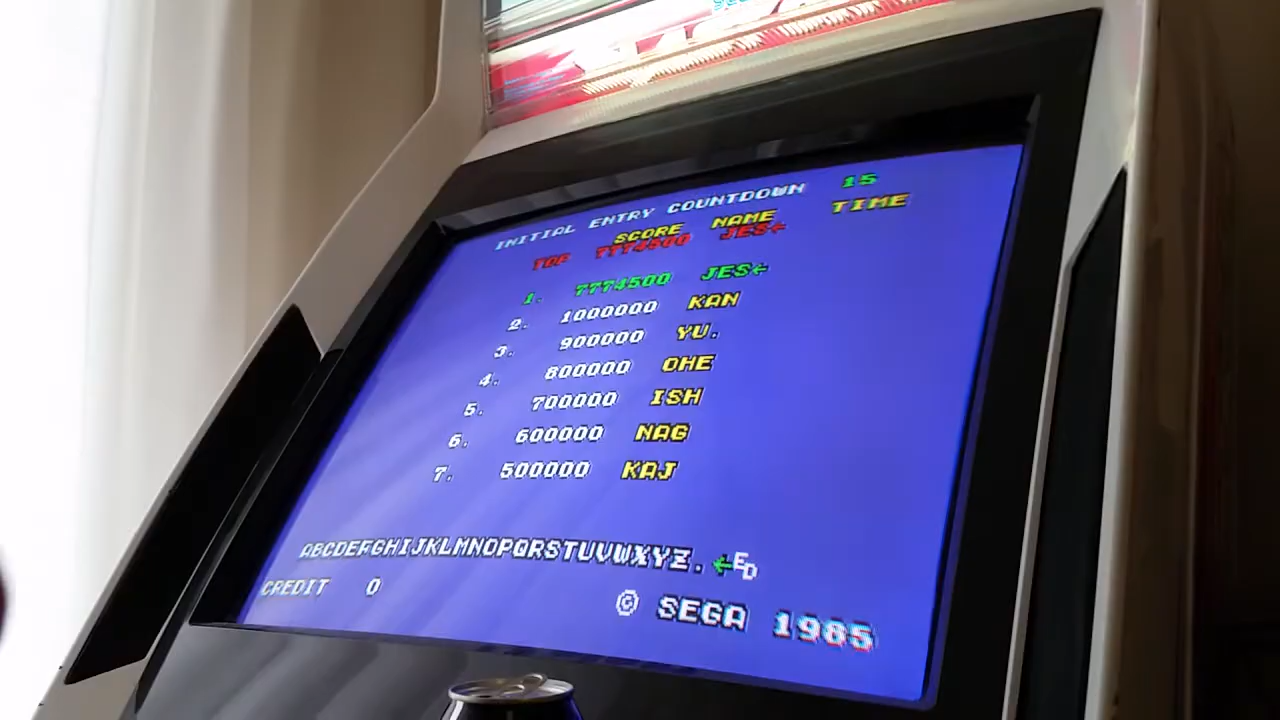 INITIAL ENTRY COUNTDOWN 15
SCORE NAME TIME
TOP 7774500 JES←
1. 7774500 JES←
2. 1000000 KAN
3. 900000 YU.
4. 800000 OHE
5. 700000 ISH
6. 600000 NAG
7. 500000 KAJ
ABCDEFGHIJKLMNOPQRSTUVWXYZ. ←ED
CREDIT 0
© SEGA 1985